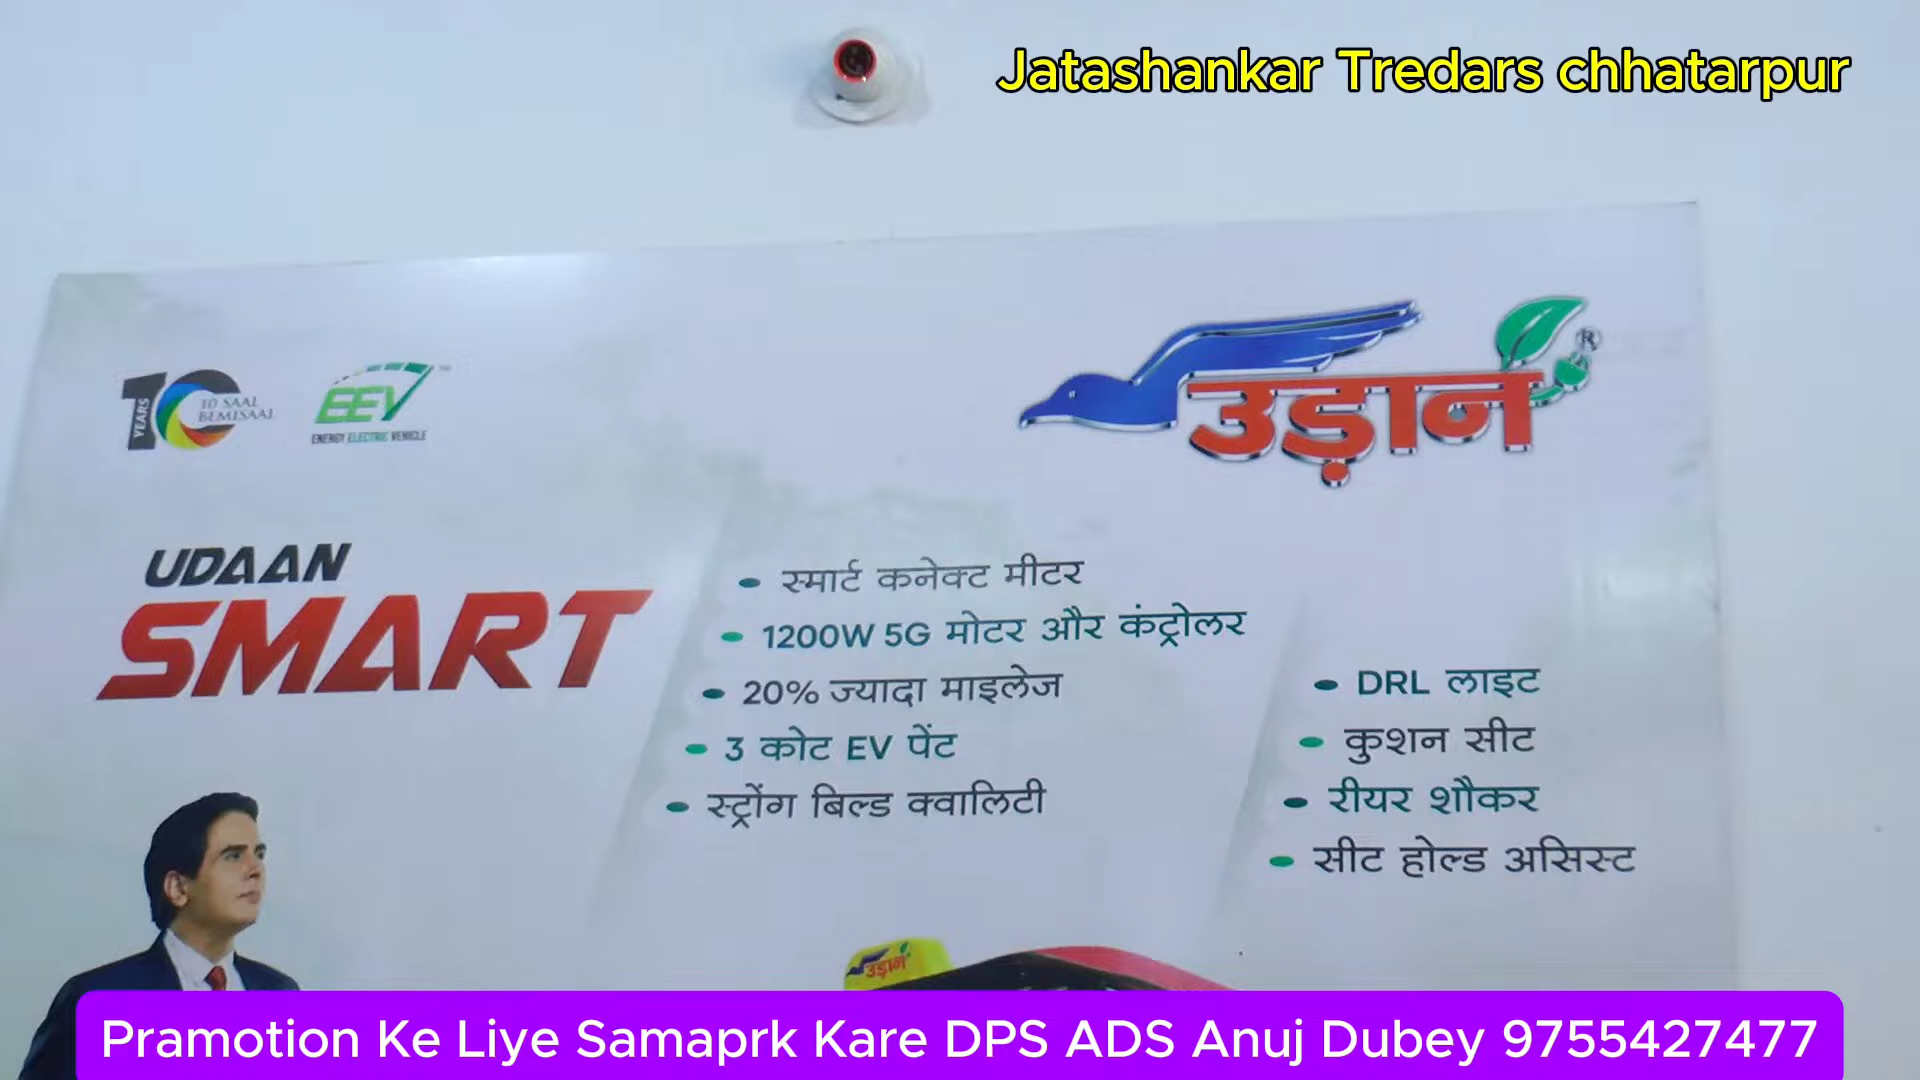 Jatashankar Tredars chhatarpur
10 YEARS
10 SAAL
BEMISAAL
EEV
ENERGY ELECTRIC VEHICLE
उड़ान
UDAAN
SMART
स्मार्ट कनेक्ट मीटर
1200W 5G मोटर और कंट्रोलर
20% ज्यादा माइलेज
3 कोट EV पेंट
स्ट्रोंग बिल्ड क्वालिटी
DRL लाइट
कुशन सीट
रीयर शौकर
सीट होल्ड असिस्ट
उड़ान
Pramotion Ke Liye Samaprk Kare DPS ADS Anuj Dubey 9755427477